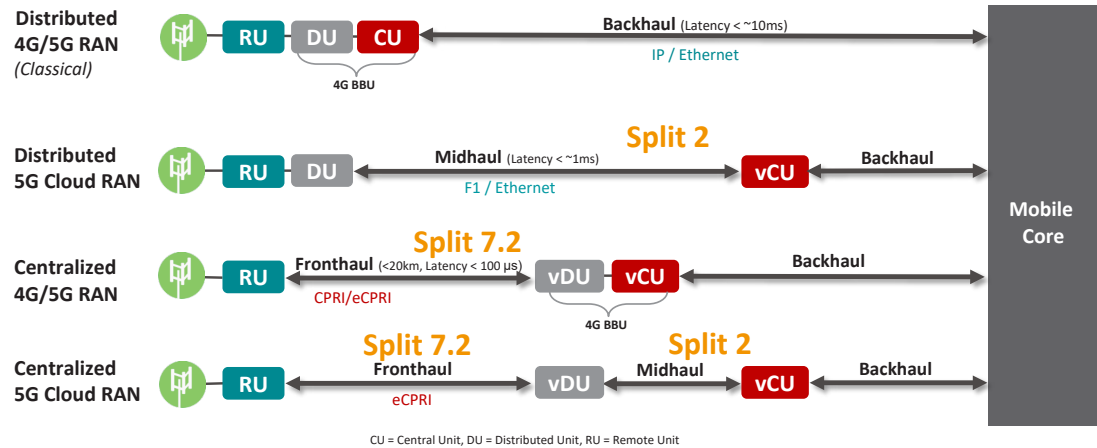 Distributed
4G/5G RAN
(Classical)
RU
DU
CU
Backhaul (Latency < ~10ms)
IP / Ethernet
4G BBU
Distributed
5G Cloud RAN
RU
DU
Split 2
Midhaul (Latency < ~1ms)
F1 / Ethernet
vCU
Backhaul
Mobile
Core
Centralized
4G/5G RAN
RU
Split 7.2
Fronthaul (<20km, Latency < 100 µs)
CPRI/eCPRI
vDU
vCU
Backhaul
4G BBU
Centralized
5G Cloud RAN
RU
Split 7.2
Fronthaul
eCPRI
vDU
Split 2
Midhaul
vCU
Backhaul
CU = Central Unit, DU = Distributed Unit, RU = Remote Unit